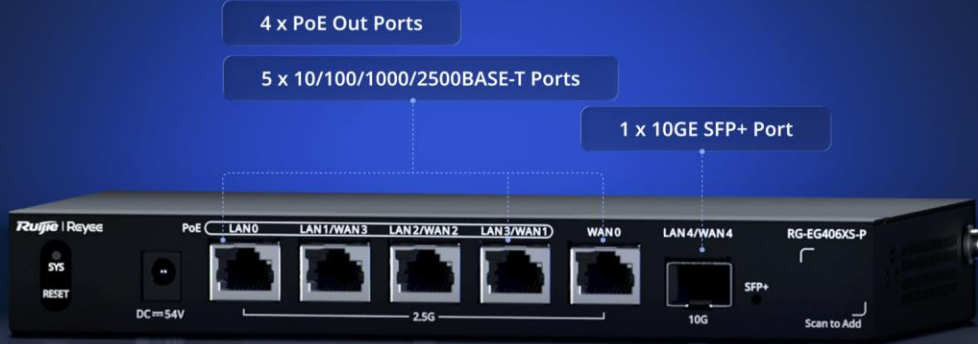 4 x PoE Out Ports
5 x 10/100/1000/2500BASE-T Ports
1 x 10GE SFP+ Port
Ruijie | Reyee
PoE LAN0 LAN1/WAN3 LAN2/WAN2 LAN3/WAN1 WAN0 LAN4/WAN4 RG-EG406XS-P
SYS
RESET
SFP+
DC⎓54V
2.5G
10G
Scan to Add